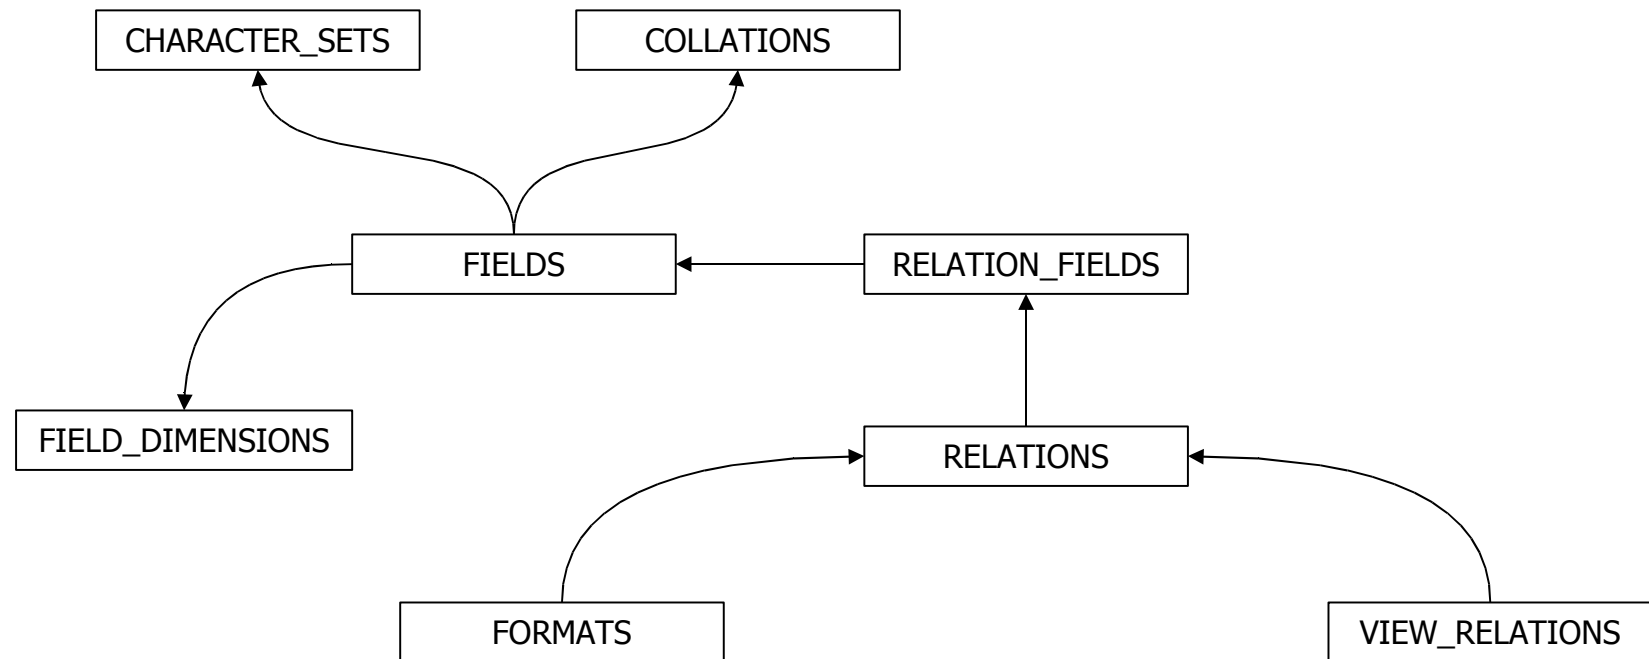 CHARACTER_SETS
COLLATIONS
FIELDS
RELATION_FIELDS
FIELD_DIMENSIONS
RELATIONS
FORMATS
VIEW_RELATIONS